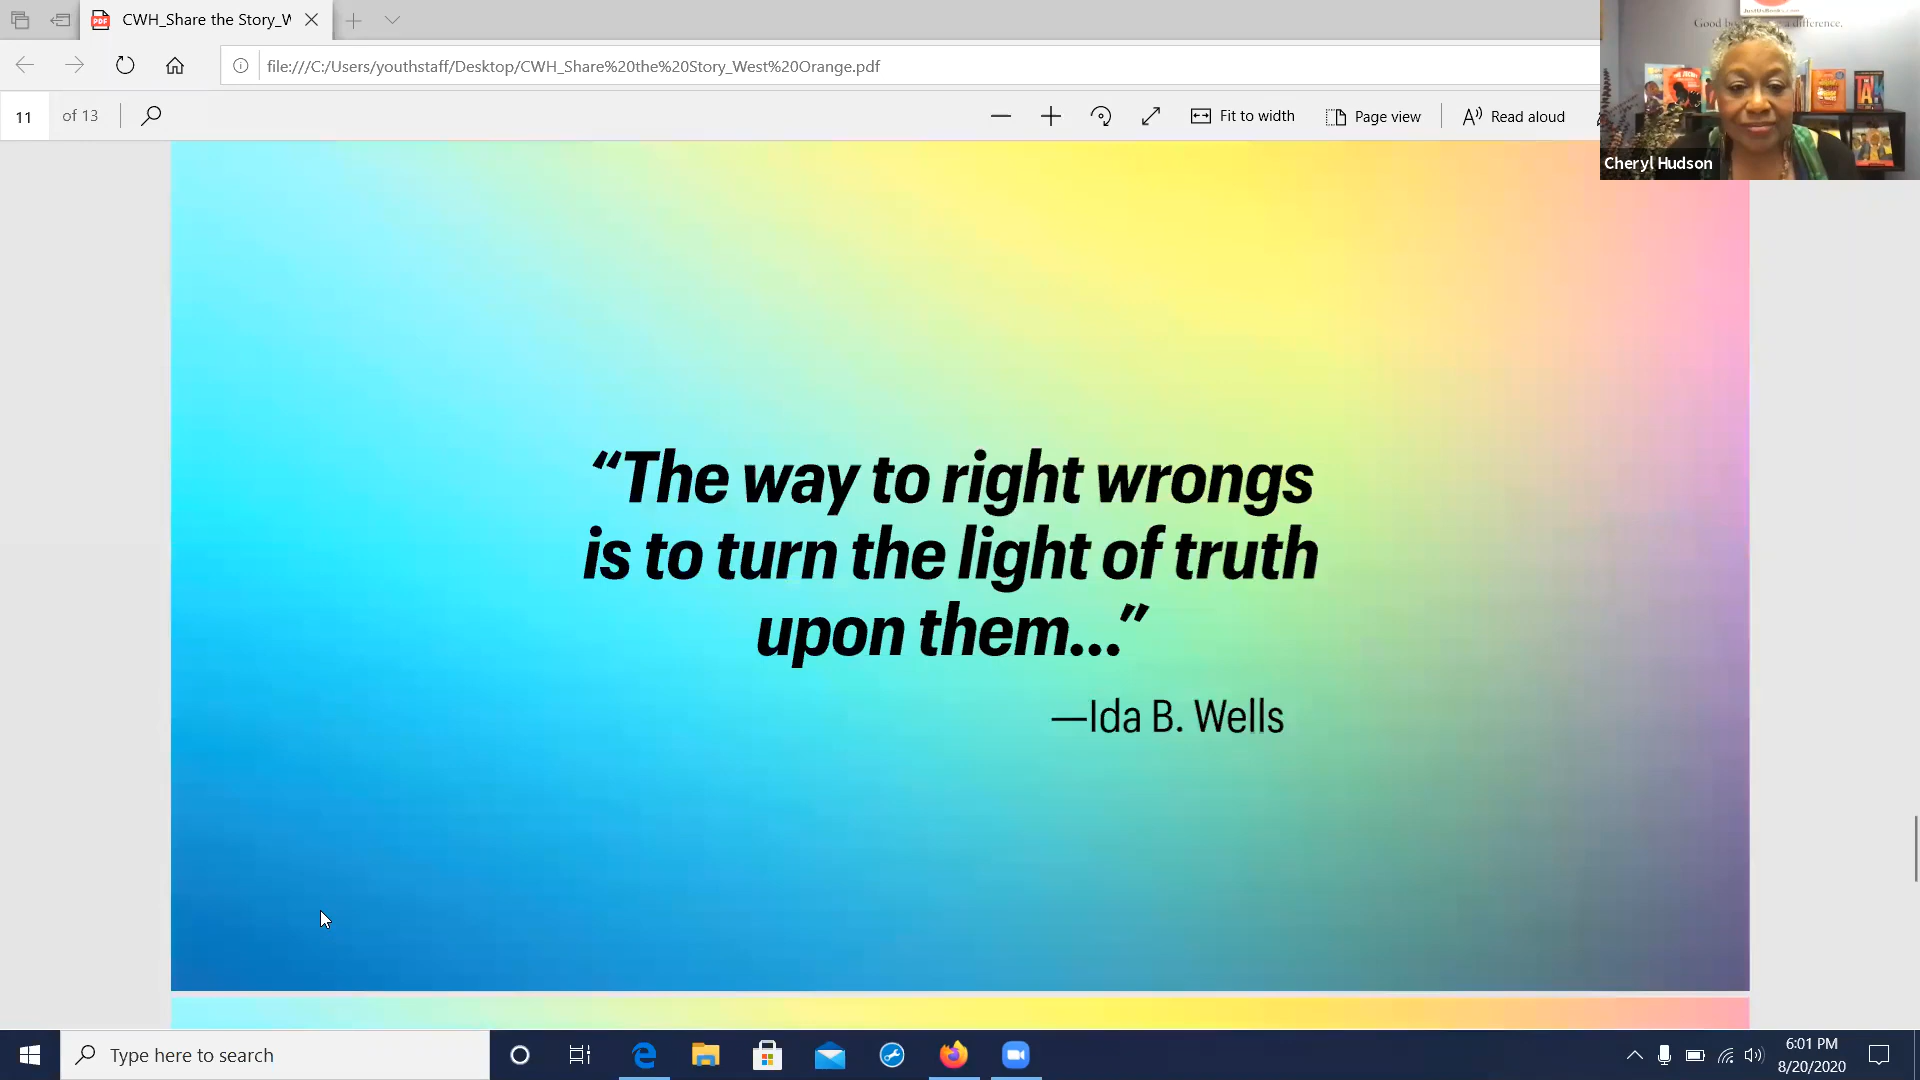 CWH_Share the Story_W
file:///C:/Users/youthstaff/Desktop/CWH_Share%20the%20Story_West%20Orange.pdf
11 of 13
Fit to width
Page view
Read aloud
Cheryl Hudson
“The way to right wrongs
is to turn the light of truth
upon them...”
—Ida B. Wells
Type here to search
6:01 PM
8/20/2020